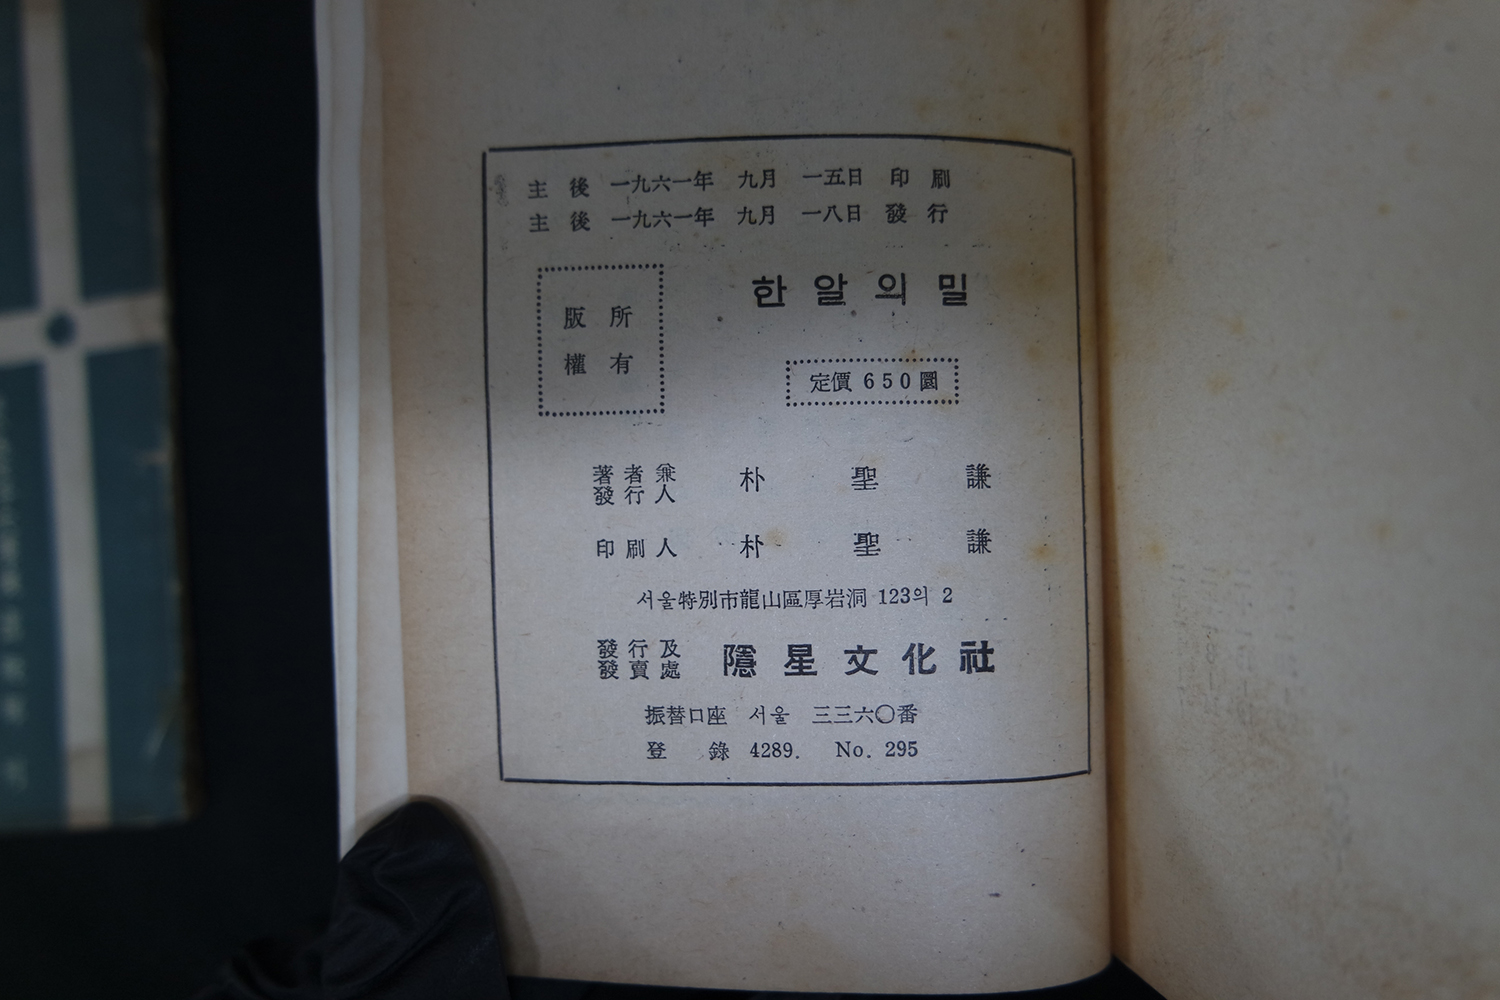 主後 一九六一年 九月 一五日 印刷
主後 一九六一年 九月 一八日 發行
版權 所有
한알의밀
定價 650圜
著者兼
發行人 朴聖謙
印刷人 朴聖謙
서울特別市龍山區厚岩洞 123의 2
發行及
發賣處 隱星文化社
振替口座 서울 三三六〇番
登錄 4289. No. 295